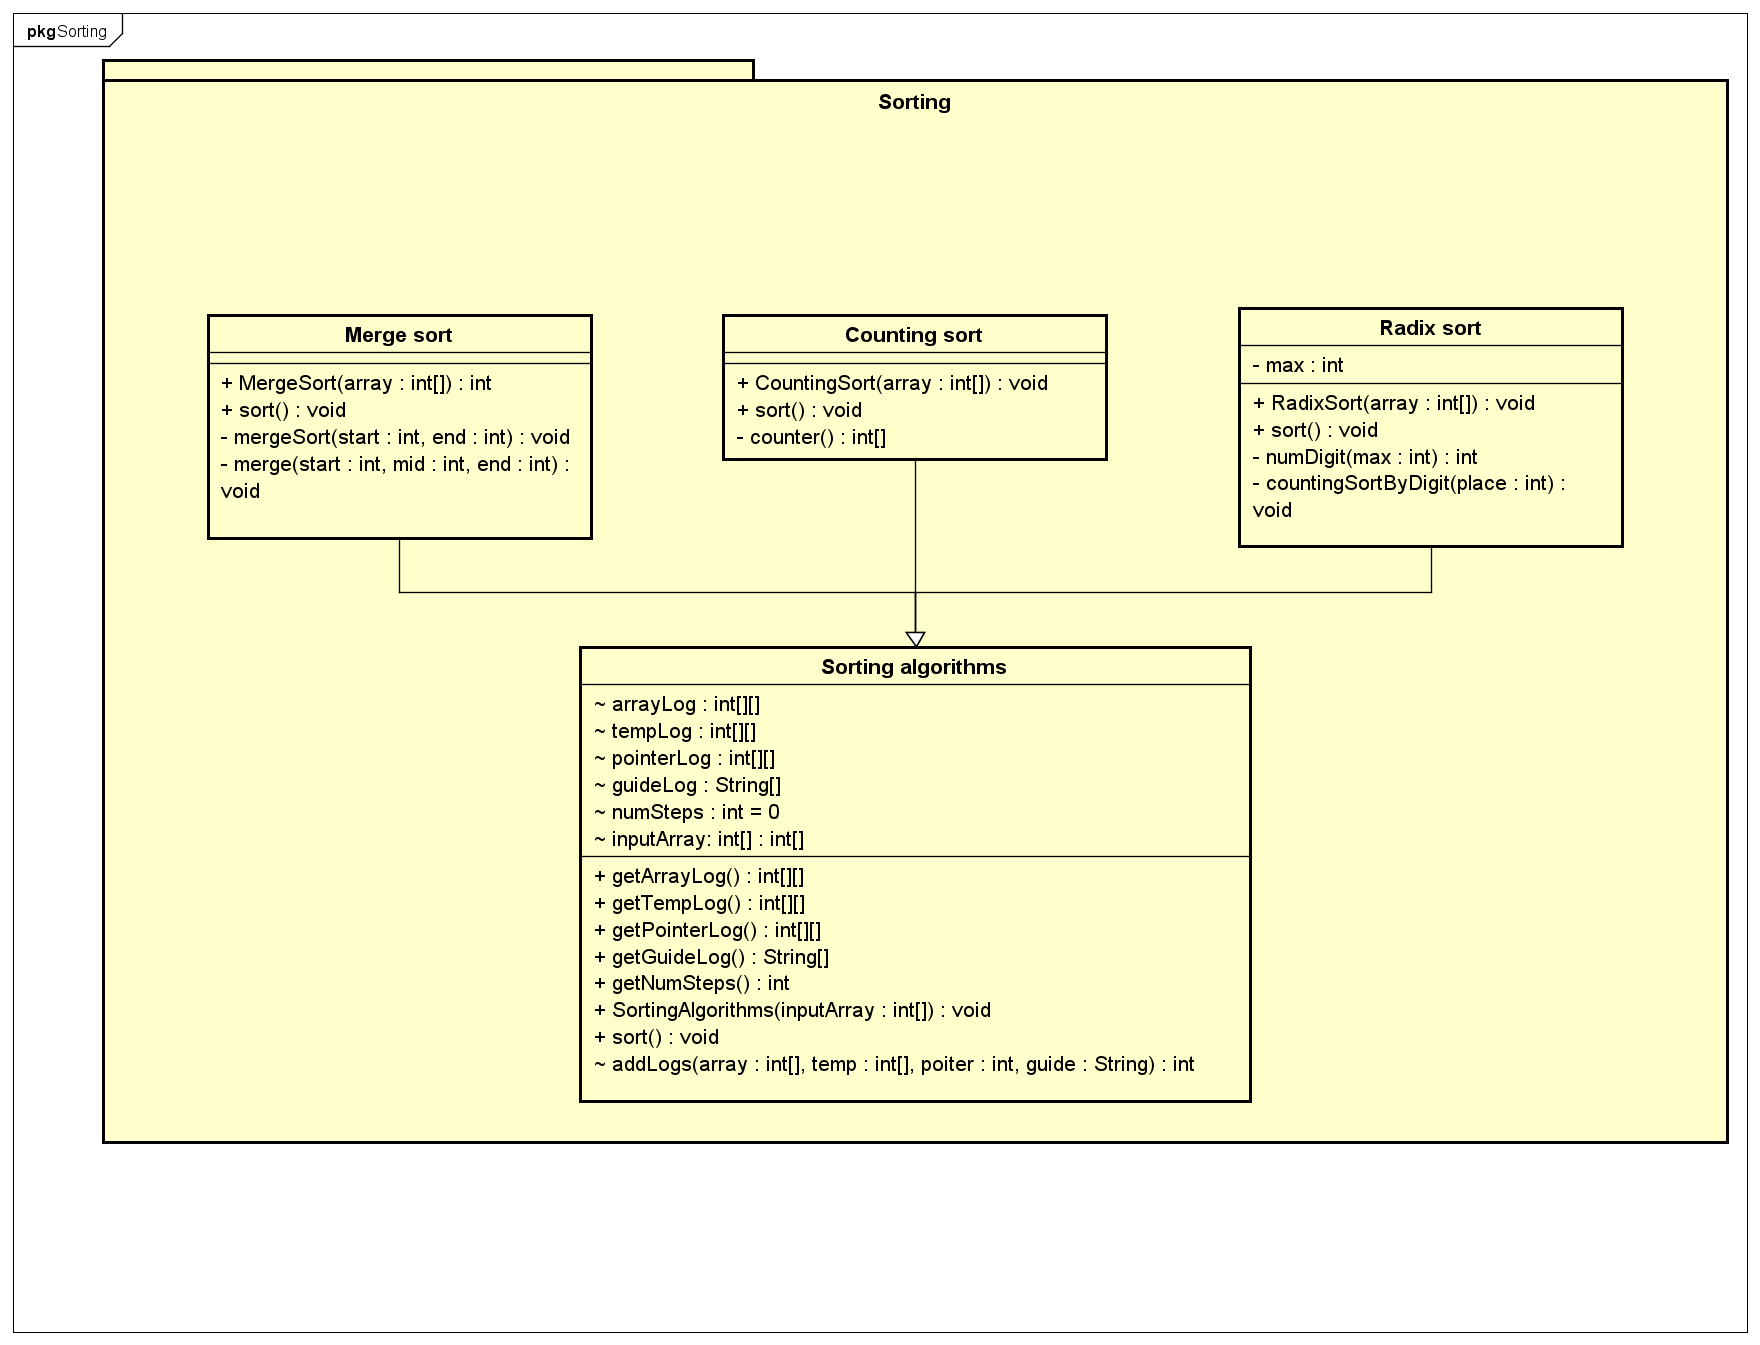 pkgSorting
Sorting
Merge sort
+ MergeSort(array : int[]) : int
+ sort() : void
- mergeSort(start : int, end : int) : void
- merge(start : int, mid : int, end : int) :
void
Counting sort
+ CountingSort(array : int[]) : void
+ sort() : void
- counter() : int[]
Radix sort
- max : int
+ RadixSort(array : int[]) : void
+ sort() : void
- numDigit(max : int) : int
- countingSortByDigit(place : int) :
void
Sorting algorithms
~ arrayLog : int[][]
~ tempLog : int[][]
~ pointerLog : int[][]
~ guideLog : String[]
~ numSteps : int = 0
~ inputArray: int[] : int[]
+ getArrayLog() : int[][]
+ getTempLog() : int[][]
+ getPointerLog() : int[][]
+ getGuideLog() : String[]
+ getNumSteps() : int
+ SortingAlgorithms(inputArray : int[]) : void
+ sort() : void
~ addLogs(array : int[], temp : int[], poiter : int, guide : String) : int